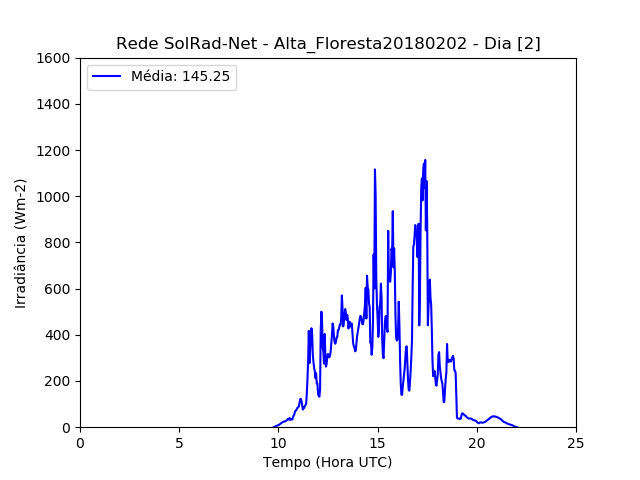 Rede SolRad-Net - Alta_Floresta20180202 - Dia [2]
Média: 145.25
1600
1400
1200
1000
800
600
400
200
0
Irradiância (Wm-2)
0 5 10 15 20 25
Tempo (Hora UTC)